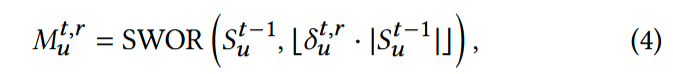 M_u^{t,r} = SWOR (S_u^{t−1}, ⌊δ_u^{t,r} · |S_u^{t−1}|⌋), (4)